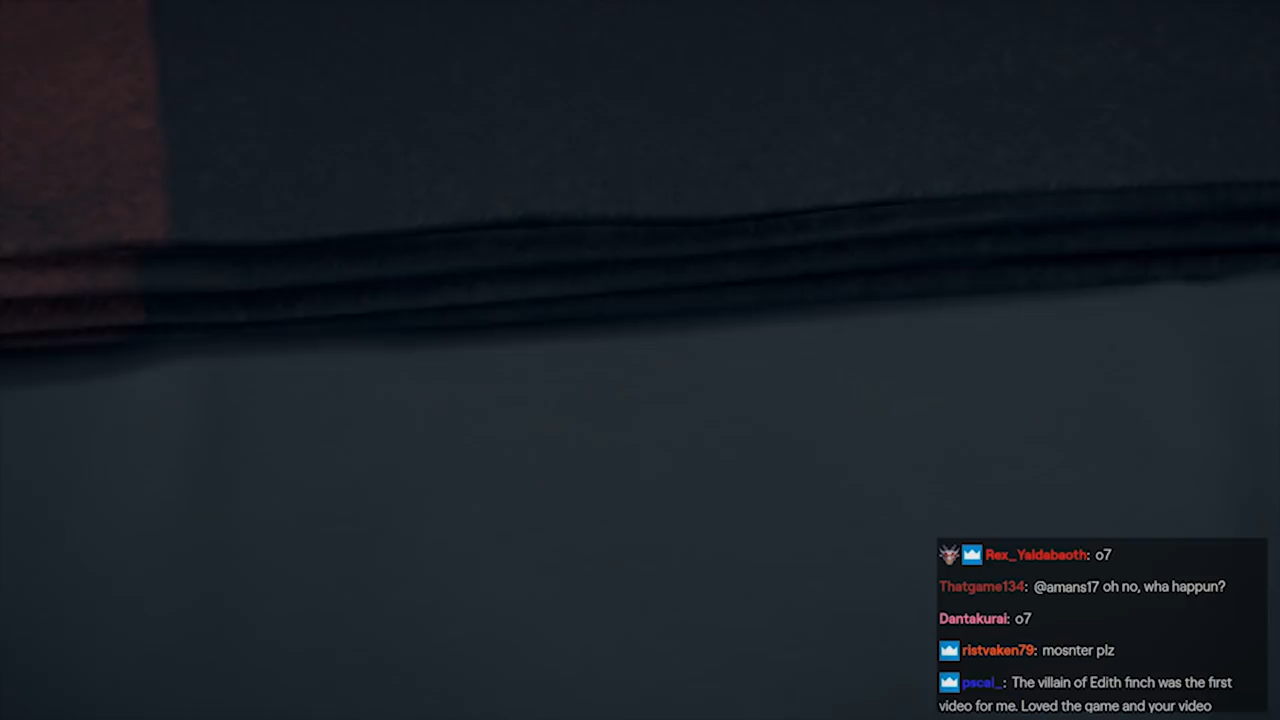 Rex_Yaldabaoth: o7
Thatgame134: @amans17 oh no, wha happun?
Dantakurai: o7
ristvaken79: mosnter plz
pscal_: The villain of Edith finch was the first
video for me. Loved the game and your video